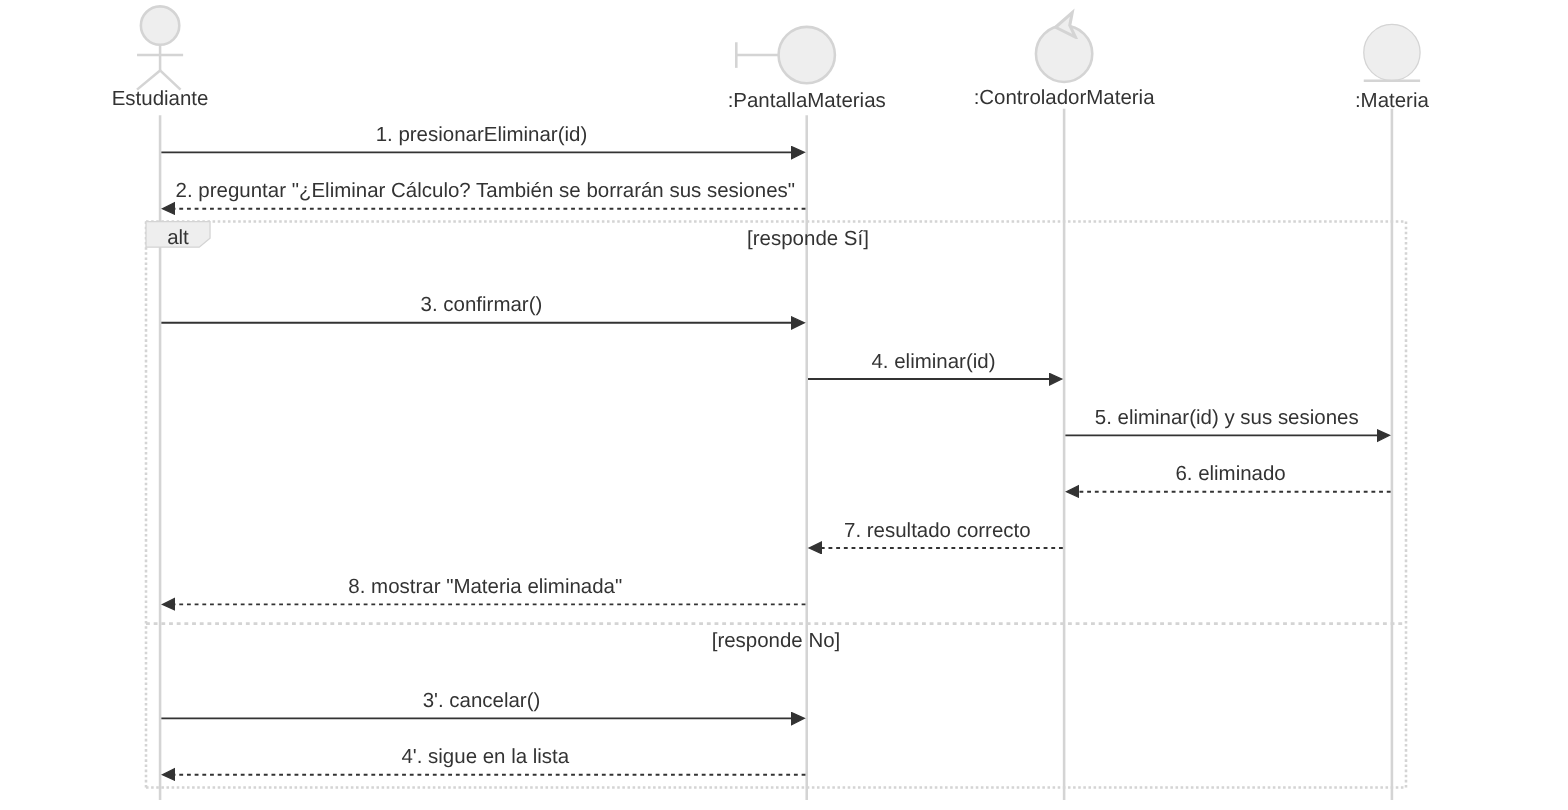 Estudiante
:PantallaMaterias
:ControladorMateria
:Materia
1. presionarEliminar(id)
2. preguntar "¿Eliminar Cálculo? También se borrarán sus sesiones"
alt
[responde Sí]
3. confirmar()
4. eliminar(id)
5. eliminar(id) y sus sesiones
6. eliminado
7. resultado correcto
8. mostrar "Materia eliminada"
[responde No]
3'. cancelar()
4'. sigue en la lista